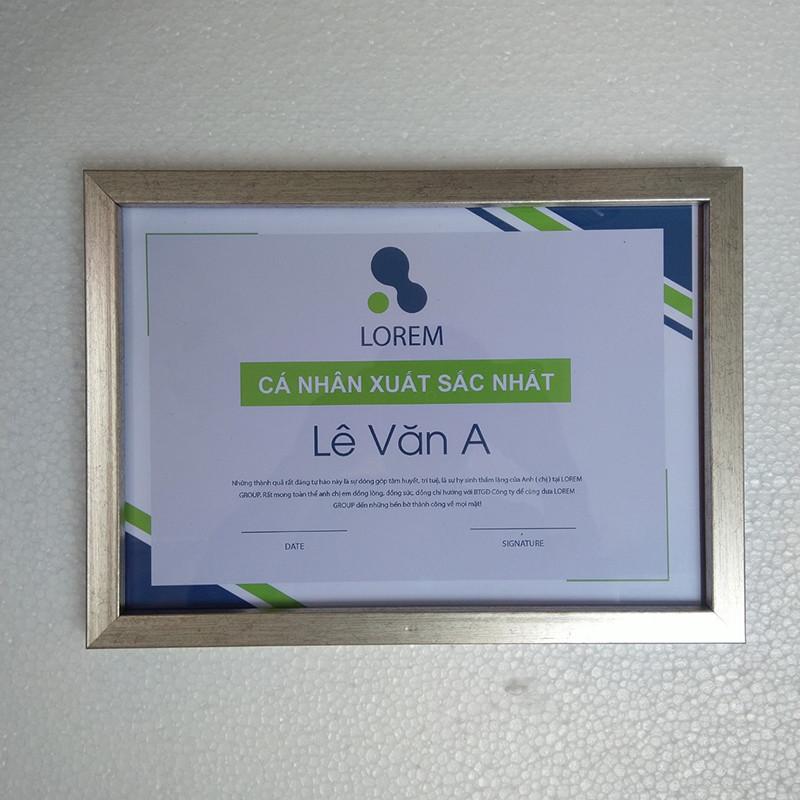 LOREM
CÁ NHÂN XUẤT SẮC NHẤT
Lê Văn A
Những thành quả rất đáng tự hào này là sự đóng góp tâm huyết, trí tuệ, là sự hy sinh thầm lặng của Anh ( chị ) tại LOREM
GROUP. Rất mong toàn thể anh chị em đồng lòng, đồng sức, đồng chí hướng với BTGD Công ty để cùng đưa LOREM
GROUP đến những bến bờ thành công về mọi mặt!
DATE
SIGNATURE